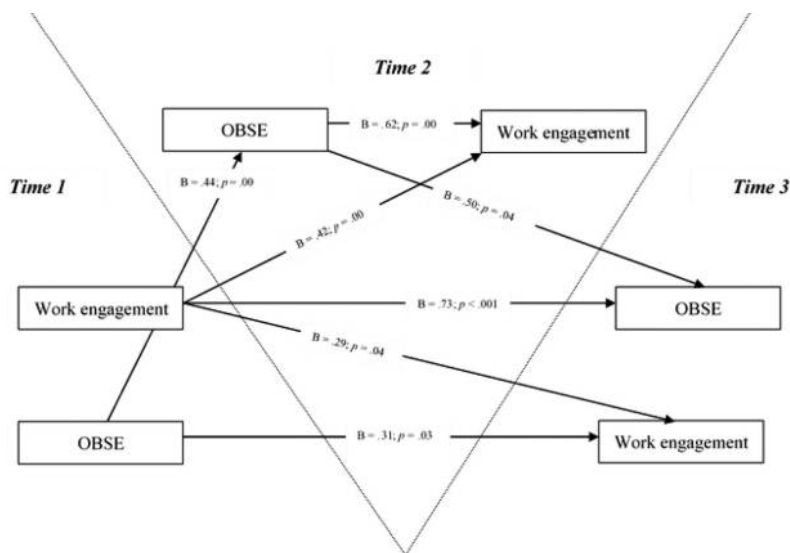 Time 2
OBSE
B = .62; p = .00
Work engagement
Time 1
B = .44; p = .00
Time 3
B = .50; p = .04
B = .42; p = .00
Work engagement
B = .73; p < .001
OBSE
B = .29; p = .04
OBSE
B = .31; p = .03
Work engagement